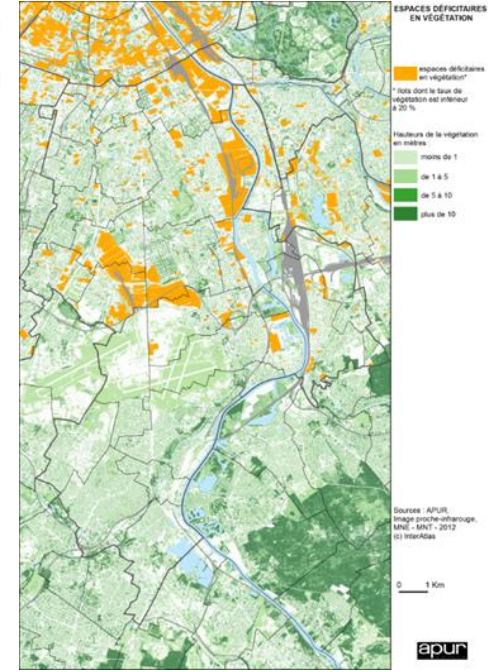 ESPACES DÉFICITAIRES
EN VÉGÉTATION
espaces déficitaires
en végétation*
* îlots dont le taux de
végétation est inférieur
à 20 %
Hauteurs de la végétation
en mètres :
moins de 1
de 1 à 5
de 5 à 10
plus de 10
Sources : APUR,
Image proche-infrarouge,
MNE - MNT - 2012
(c) InterAtlas
0 1 Km
apur